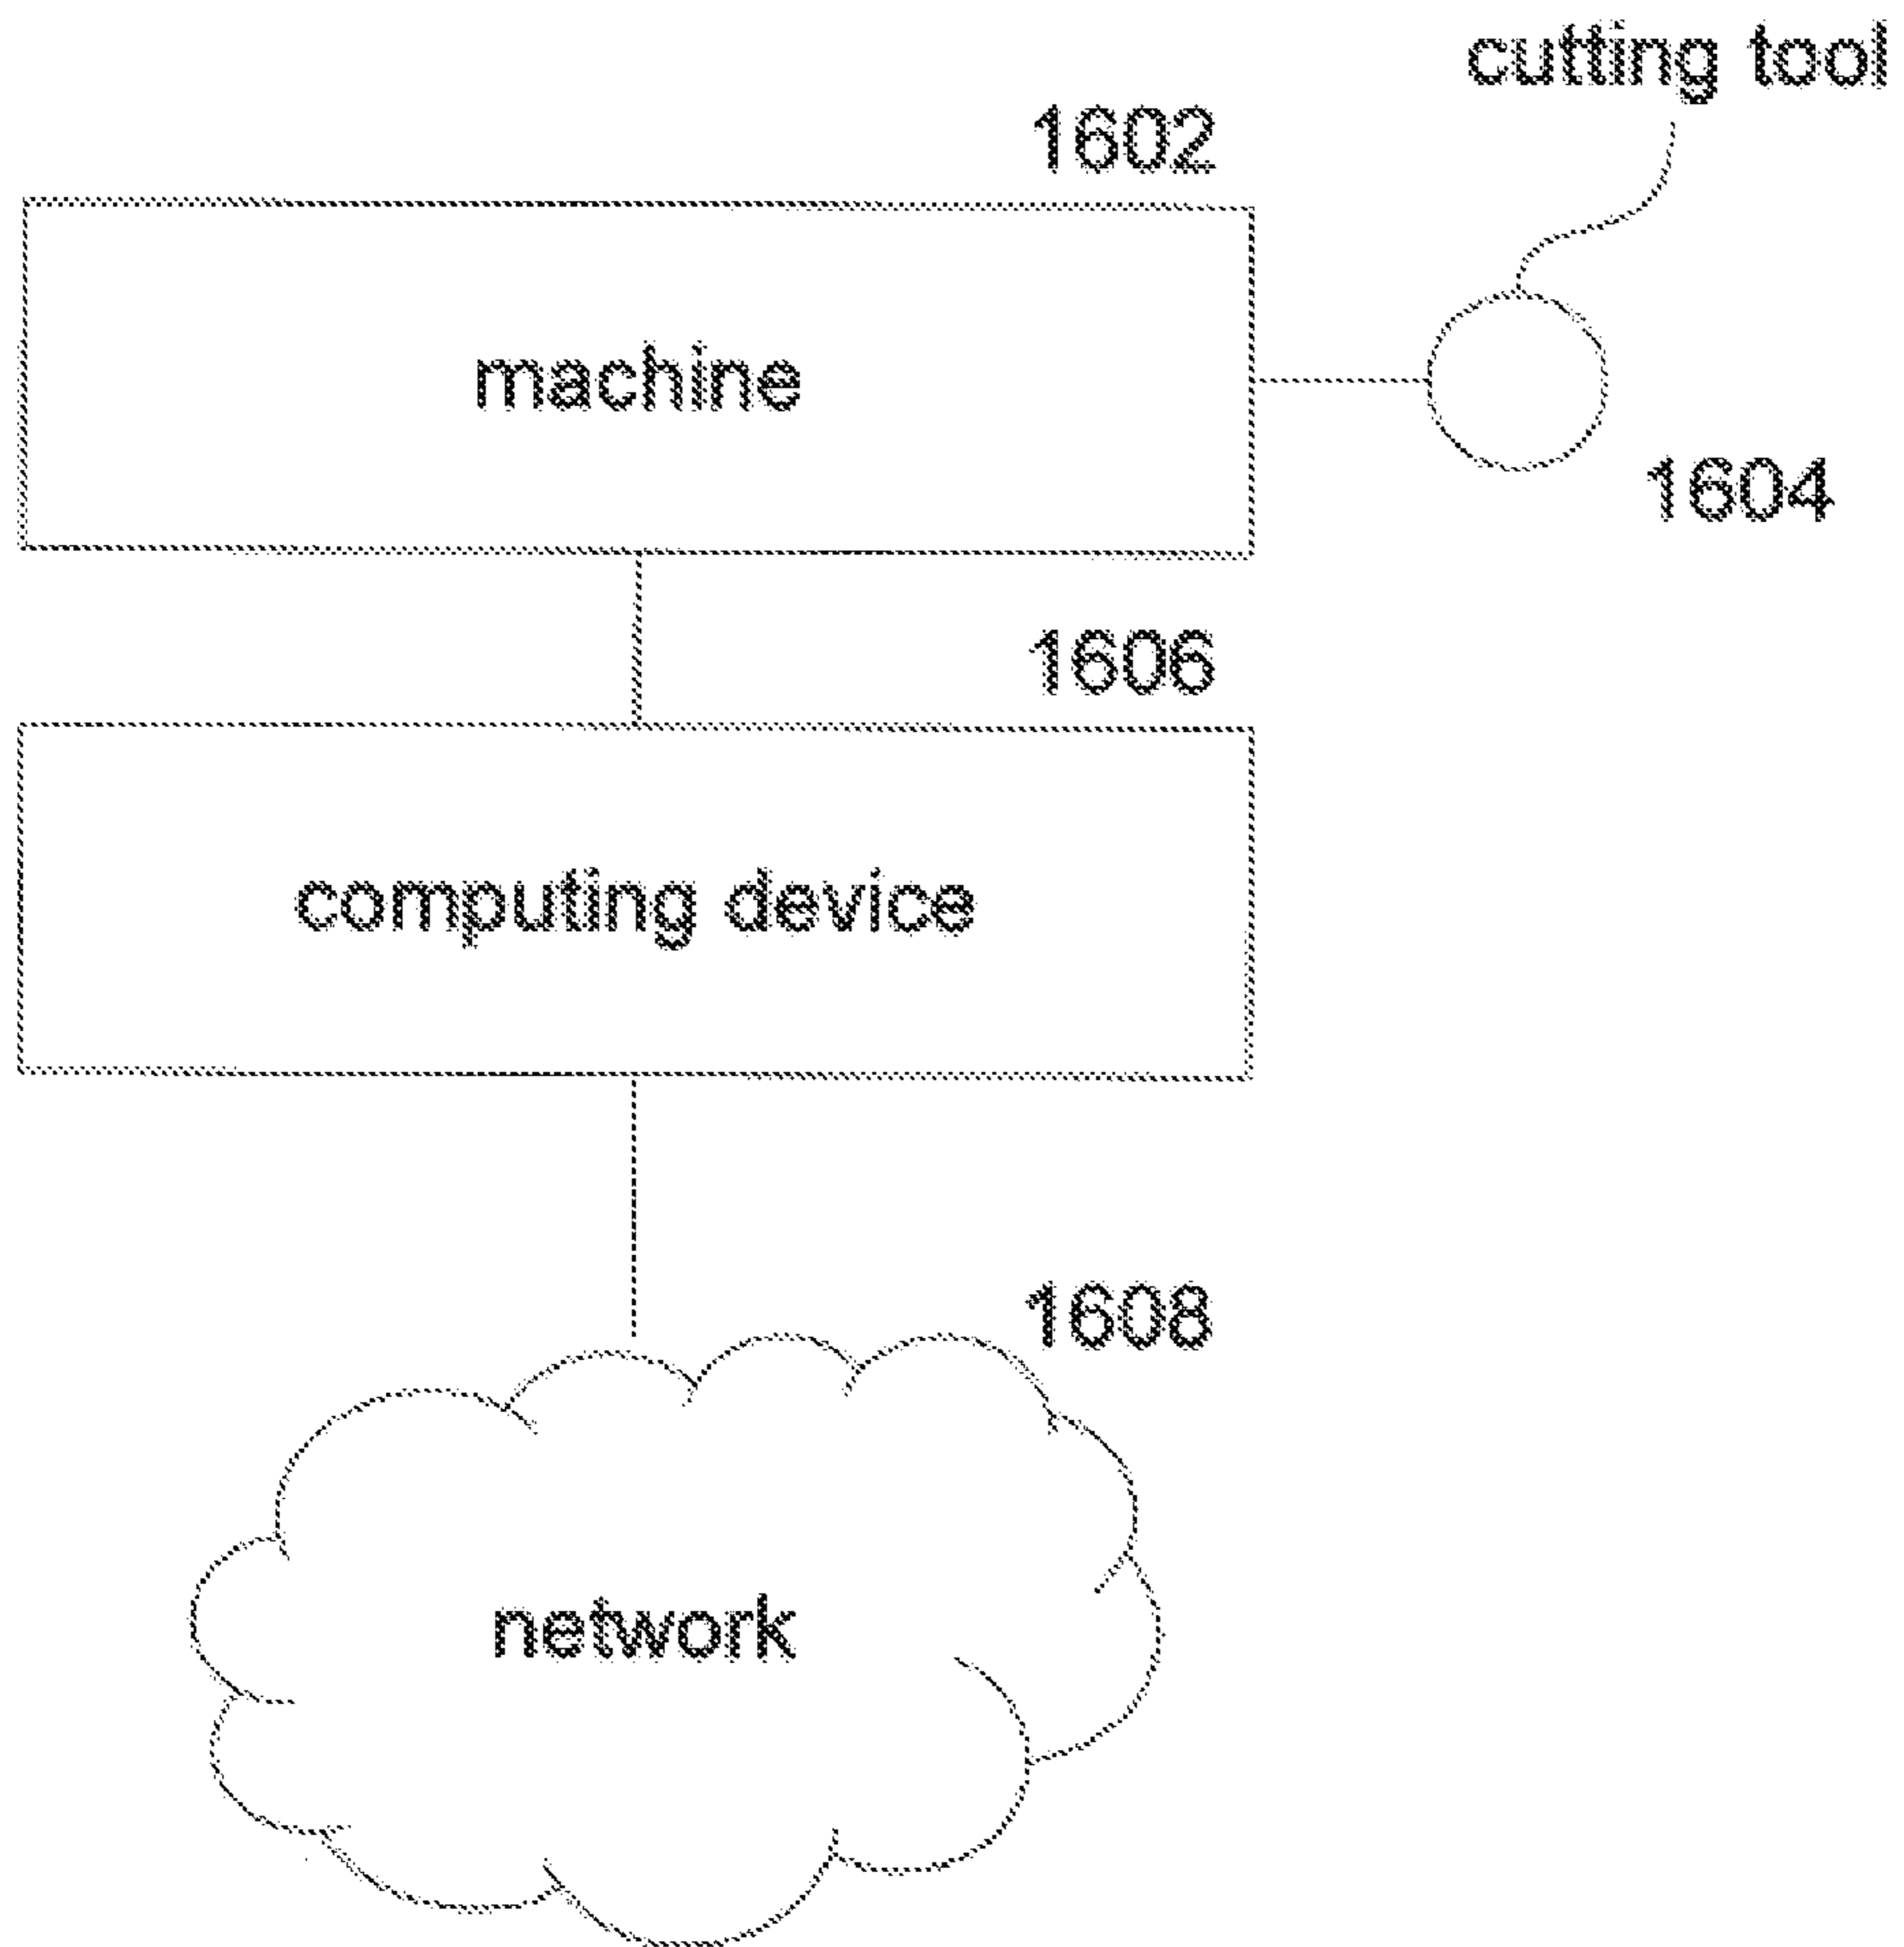 cutting tool
1602
machine
1604
1606
computing device
1608
network